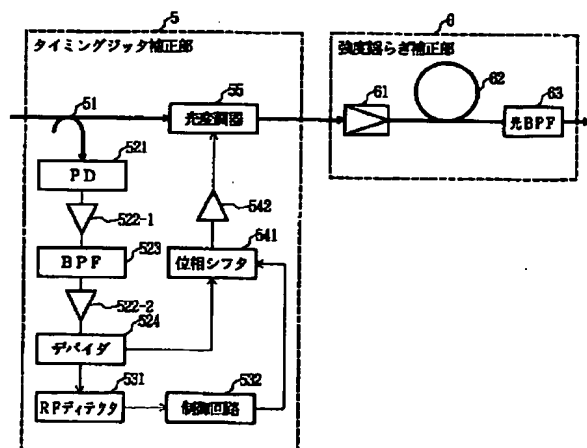 5
タイミングジッタ補正部
51
55
光変調器
521
PD
522-1
542
BPF
523
541
位相シフタ
522-2
524
デバイダ
531
532
RFディテクタ
制御回路
6
強度揺らぎ補正部
61
62
63
光BPF